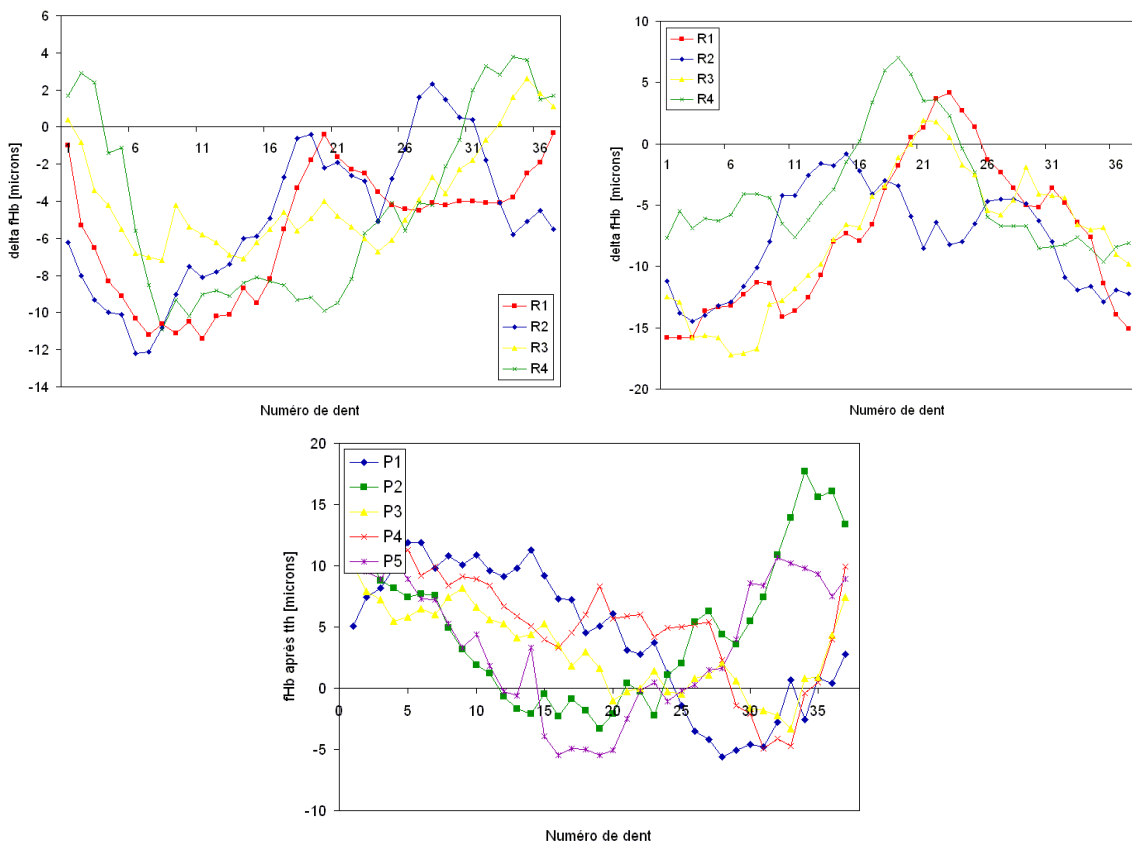 6
4
2
0
-2
-4
-6
-8
-10
-12
-14
delta fHb [microns]
1 6 11 16 21 26 31 36
R1
R2
R3
R4
Numéro de dent
10
5
0
-5
-10
-15
-20
delta fHb [microns]
R1
R2
R3
R4
1 6 11 16 21 26 31 36
Numéro de dent
20
15
10
5
0
-5
-10
fHb après tth [microns]
P1
P2
P3
P4
P5
0 5 10 15 20 25 30 35
Numéro de dent